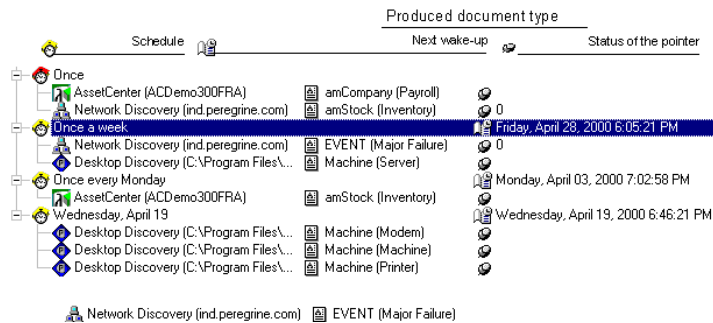 Produced document type
Schedule Next wake-up Status of the pointer
Once
AssetCenter (ACDemo300FRA) amCompany (Payroll)
Network Discovery (ind.peregrine.com) amStock (Inventory) 0
Once a week Friday, April 28, 2000 6:05:21 PM
Network Discovery (ind.peregrine.com) EVENT (Major Failure) 0
Desktop Discovery (C:\Program Files\... Machine (Server)
Once every Monday Monday, April 03, 2000 7:02:58 PM
AssetCenter (ACDemo300FRA) amStock (Inventory)
Wednesday, April 19 Wednesday, April 19, 2000 6:46:21 PM
Desktop Discovery (C:\Program Files\... Machine (Modem)
Desktop Discovery (C:\Program Files\... Machine (Machine)
Desktop Discovery (C:\Program Files\... Machine (Printer)
Network Discovery (ind.peregrine.com) EVENT (Major Failure)